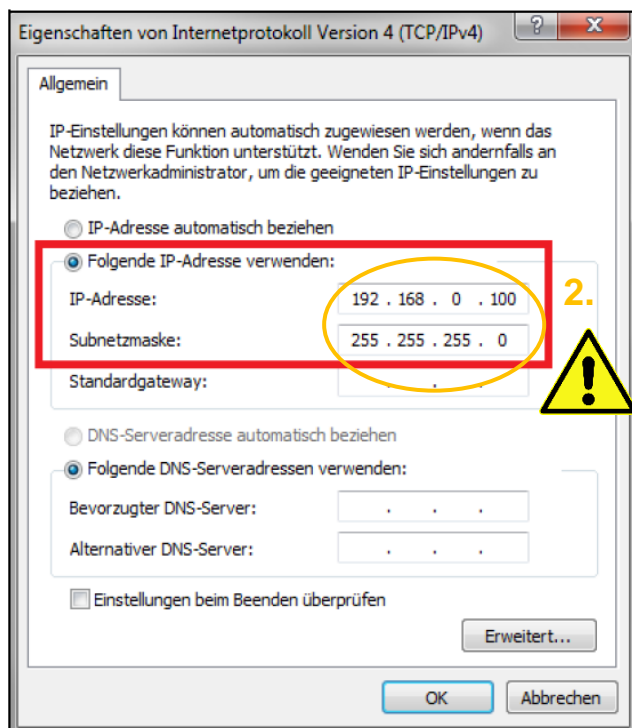 Eigenschaften von Internetprotokoll Version 4 (TCP/IPv4)
?
Allgemein
IP-Einstellungen können automatisch zugewiesen werden, wenn das
Netzwerk diese Funktion unterstützt. Wenden Sie sich andernfalls an
den Netzwerkadministrator, um die geeigneten IP-Einstellungen zu
beziehen.
IP-Adresse automatisch beziehen
Folgende IP-Adresse verwenden:
IP-Adresse: 192 . 168 . 0 . 100
2.
Subnetzmaske: 255 . 255 . 255 . 0
!
Standardgateway: . . .
DNS-Serveradresse automatisch beziehen
Folgende DNS-Serveradressen verwenden:
Bevorzugter DNS-Server: . . .
Alternativer DNS-Server: . . .
Einstellungen beim Beenden überprüfen
Erweitert...
OK Abbrechen